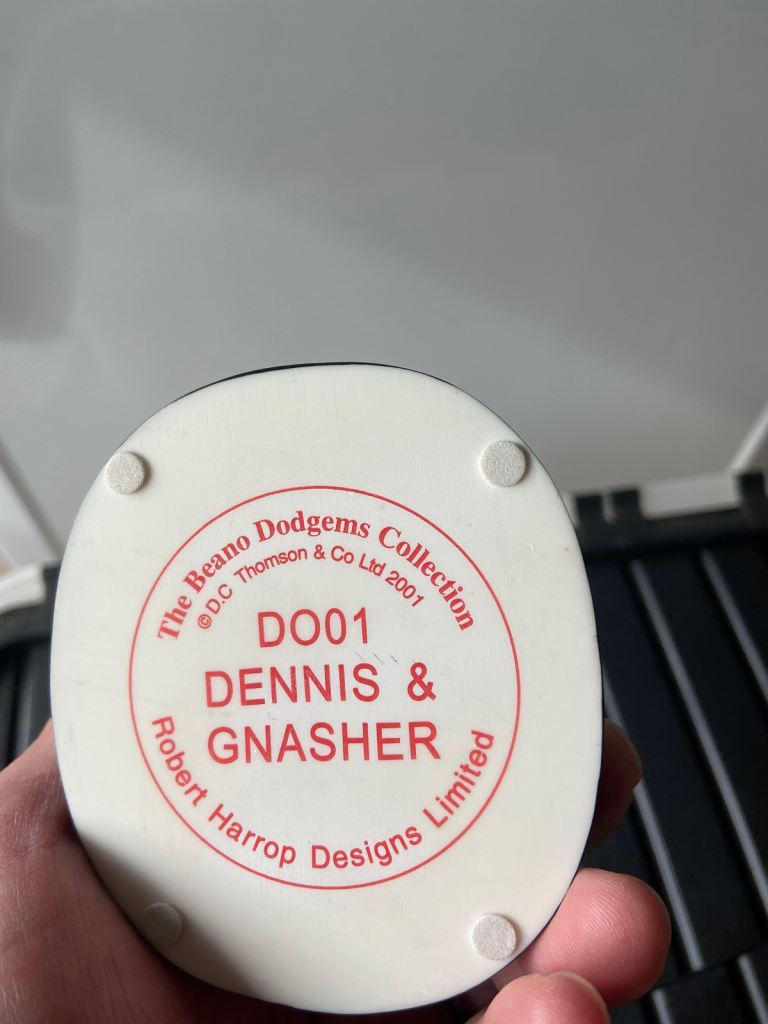 The Beano Dodgems Collection
©D.C Thomson & Co Ltd 2001
DO01
DENNIS &
GNASHER
Robert Harrop Designs Limited